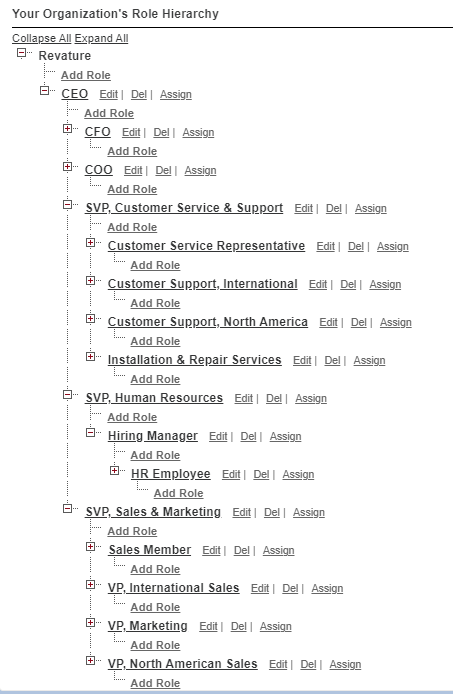 Your Organization's Role Hierarchy
Collapse All Expand All
Revature
Add Role
CEO Edit | Del | Assign
Add Role
CFO Edit | Del | Assign
Add Role
COO Edit | Del | Assign
Add Role
SVP, Customer Service & Support Edit | Del | Assign
Add Role
Customer Service Representative Edit | Del | Assign
Add Role
Customer Support, International Edit | Del | Assign
Add Role
Customer Support, North America Edit | Del | Assign
Add Role
Installation & Repair Services Edit | Del | Assign
Add Role
SVP, Human Resources Edit | Del | Assign
Add Role
Hiring Manager Edit | Del | Assign
Add Role
HR Employee Edit | Del | Assign
Add Role
SVP, Sales & Marketing Edit | Del | Assign
Add Role
Sales Member Edit | Del | Assign
Add Role
VP, International Sales Edit | Del | Assign
Add Role
VP, Marketing Edit | Del | Assign
Add Role
VP, North American Sales Edit | Del | Assign
Add Role